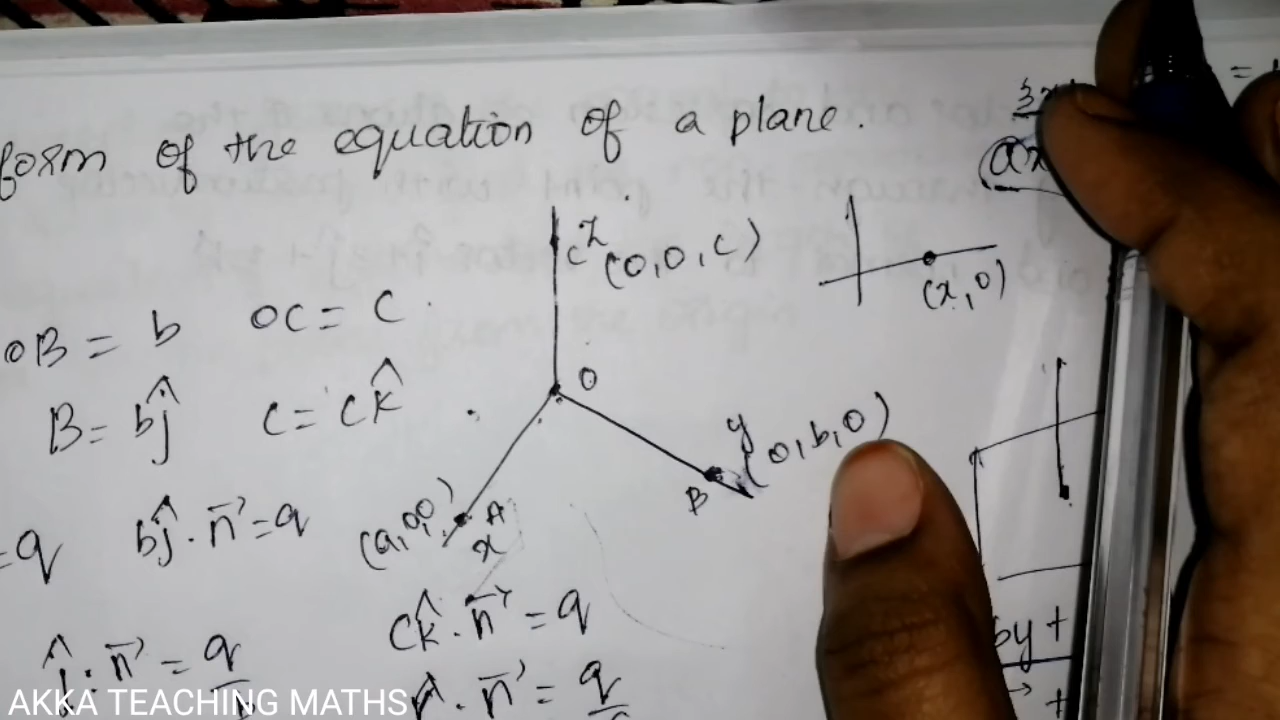 form of the equation of a plane.
z
C (0,0,c)
(x,0)
OB = b OC = C
O
B = bĵ C = ck̂
y
(0,b,0)
B
(a,0,0) A
x
=q bĵ . n⃗ = q
by +
ck̂ . n⃗ = q
. n⃗ = q
. n⃗ = q
AKKA TEACHING MATHS